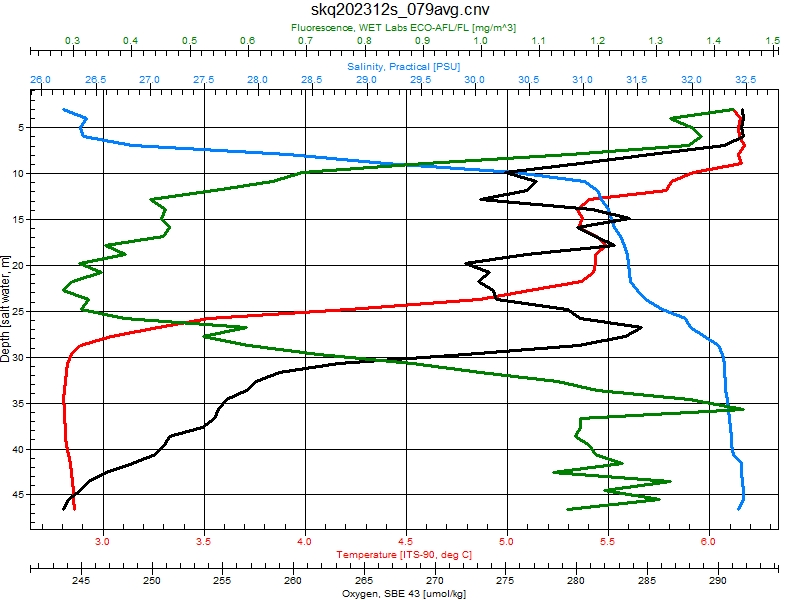 skq202312s_079avg.cnv
Fluorescence, WET Labs ECO-AFL/FL [mg/m^3]
0.3 0.4 0.5 0.6 0.7 0.8 0.9 1.0 1.1 1.2 1.3 1.4 1.5
Salinity, Practical [PSU]
26.0 26.5 27.0 27.5 28.0 28.5 29.0 29.5 30.0 30.5 31.0 31.5 32.0 32.5
Depth [salt water, m]
5
10
15
20
25
30
35
40
45
3.0 3.5 4.0 4.5 5.0 5.5 6.0
Temperature [ITS-90, deg C]
245 250 255 260 265 270 275 280 285 290
Oxygen, SBE 43 [umol/kg]